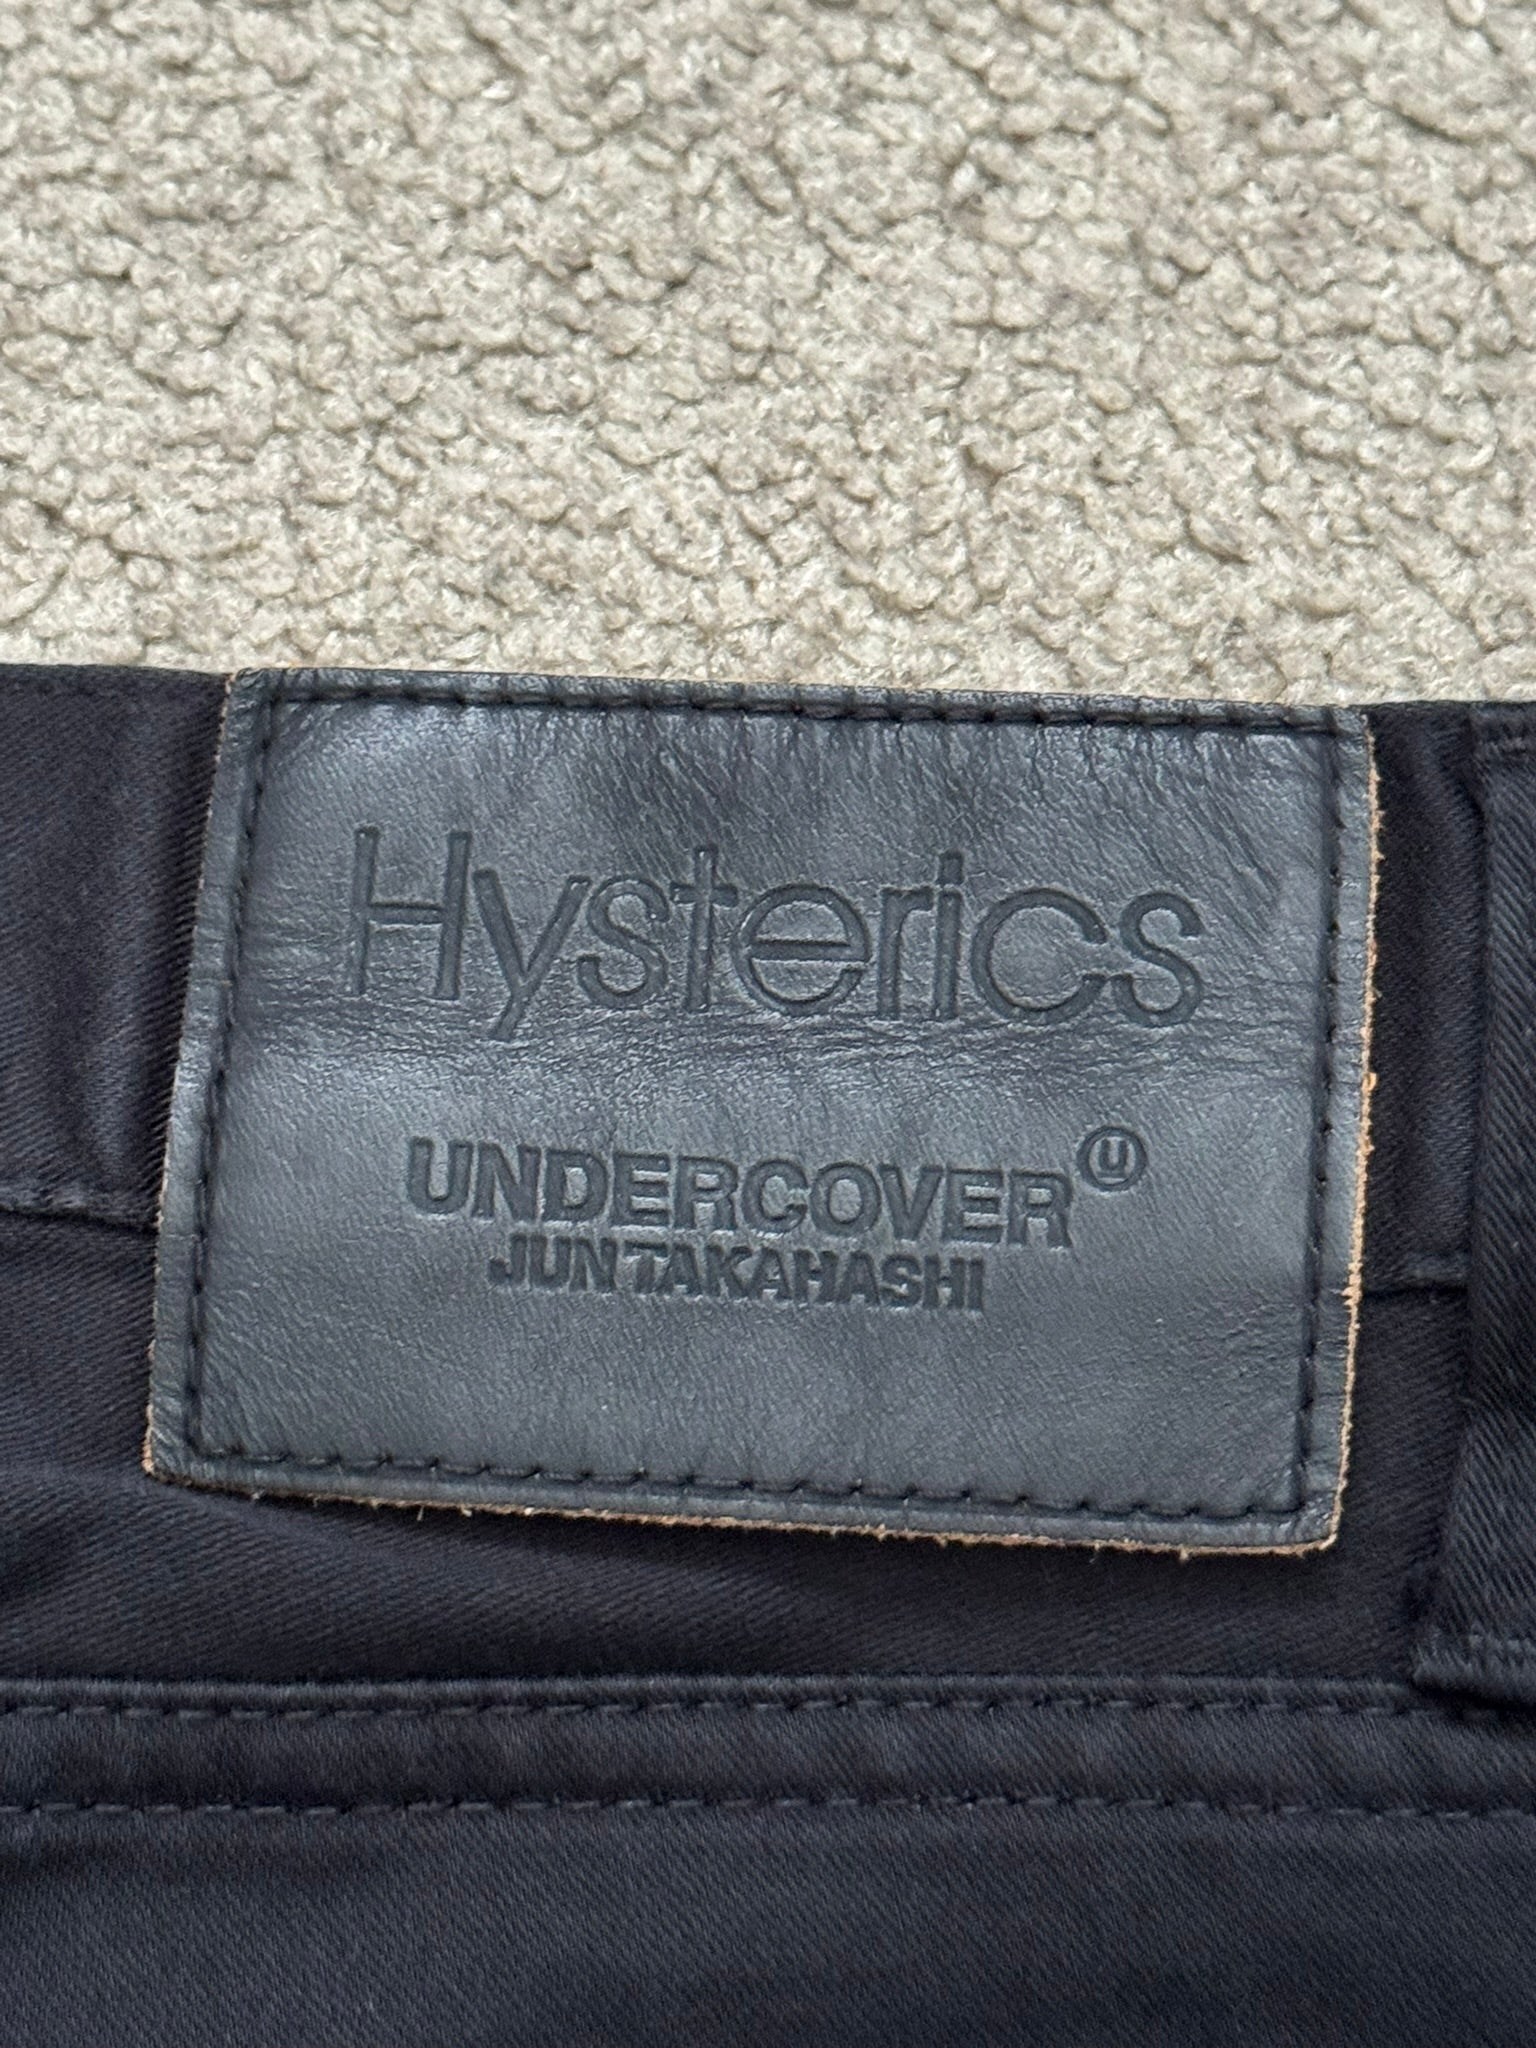 Hysterics
UNDERCOVER Ⓤ
JUN TAKAHASHI